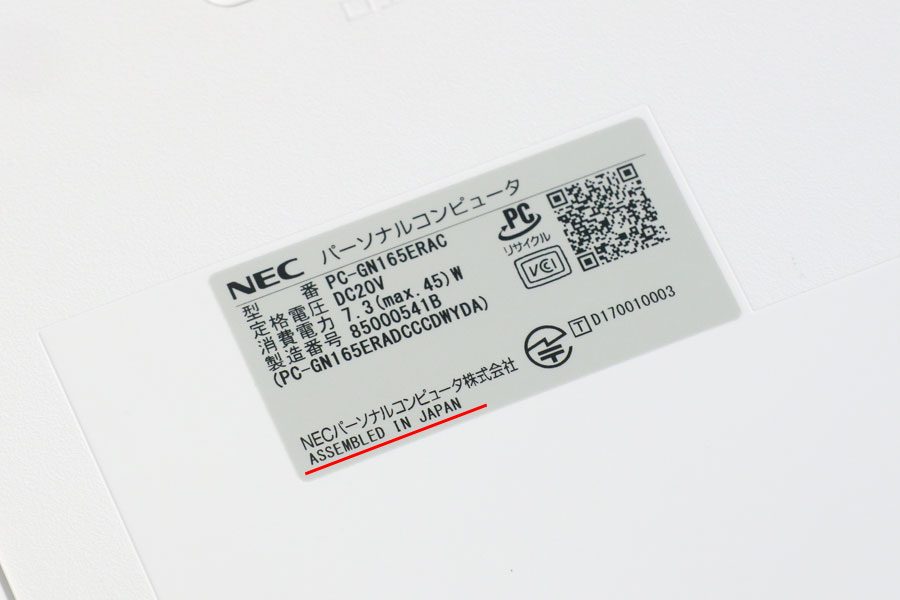 NEC パーソナルコンピュータ
型番 PC-GN165ERAC
定格電圧 DC20V
消費電力 7.3(max.45)W
製造番号 85000541B
(PC-GN165ERADCCCDWYDA)
PC
リサイクル
VCCI
T D170010003
NECパーソナルコンピュータ株式会社
ASSEMBLED IN JAPAN